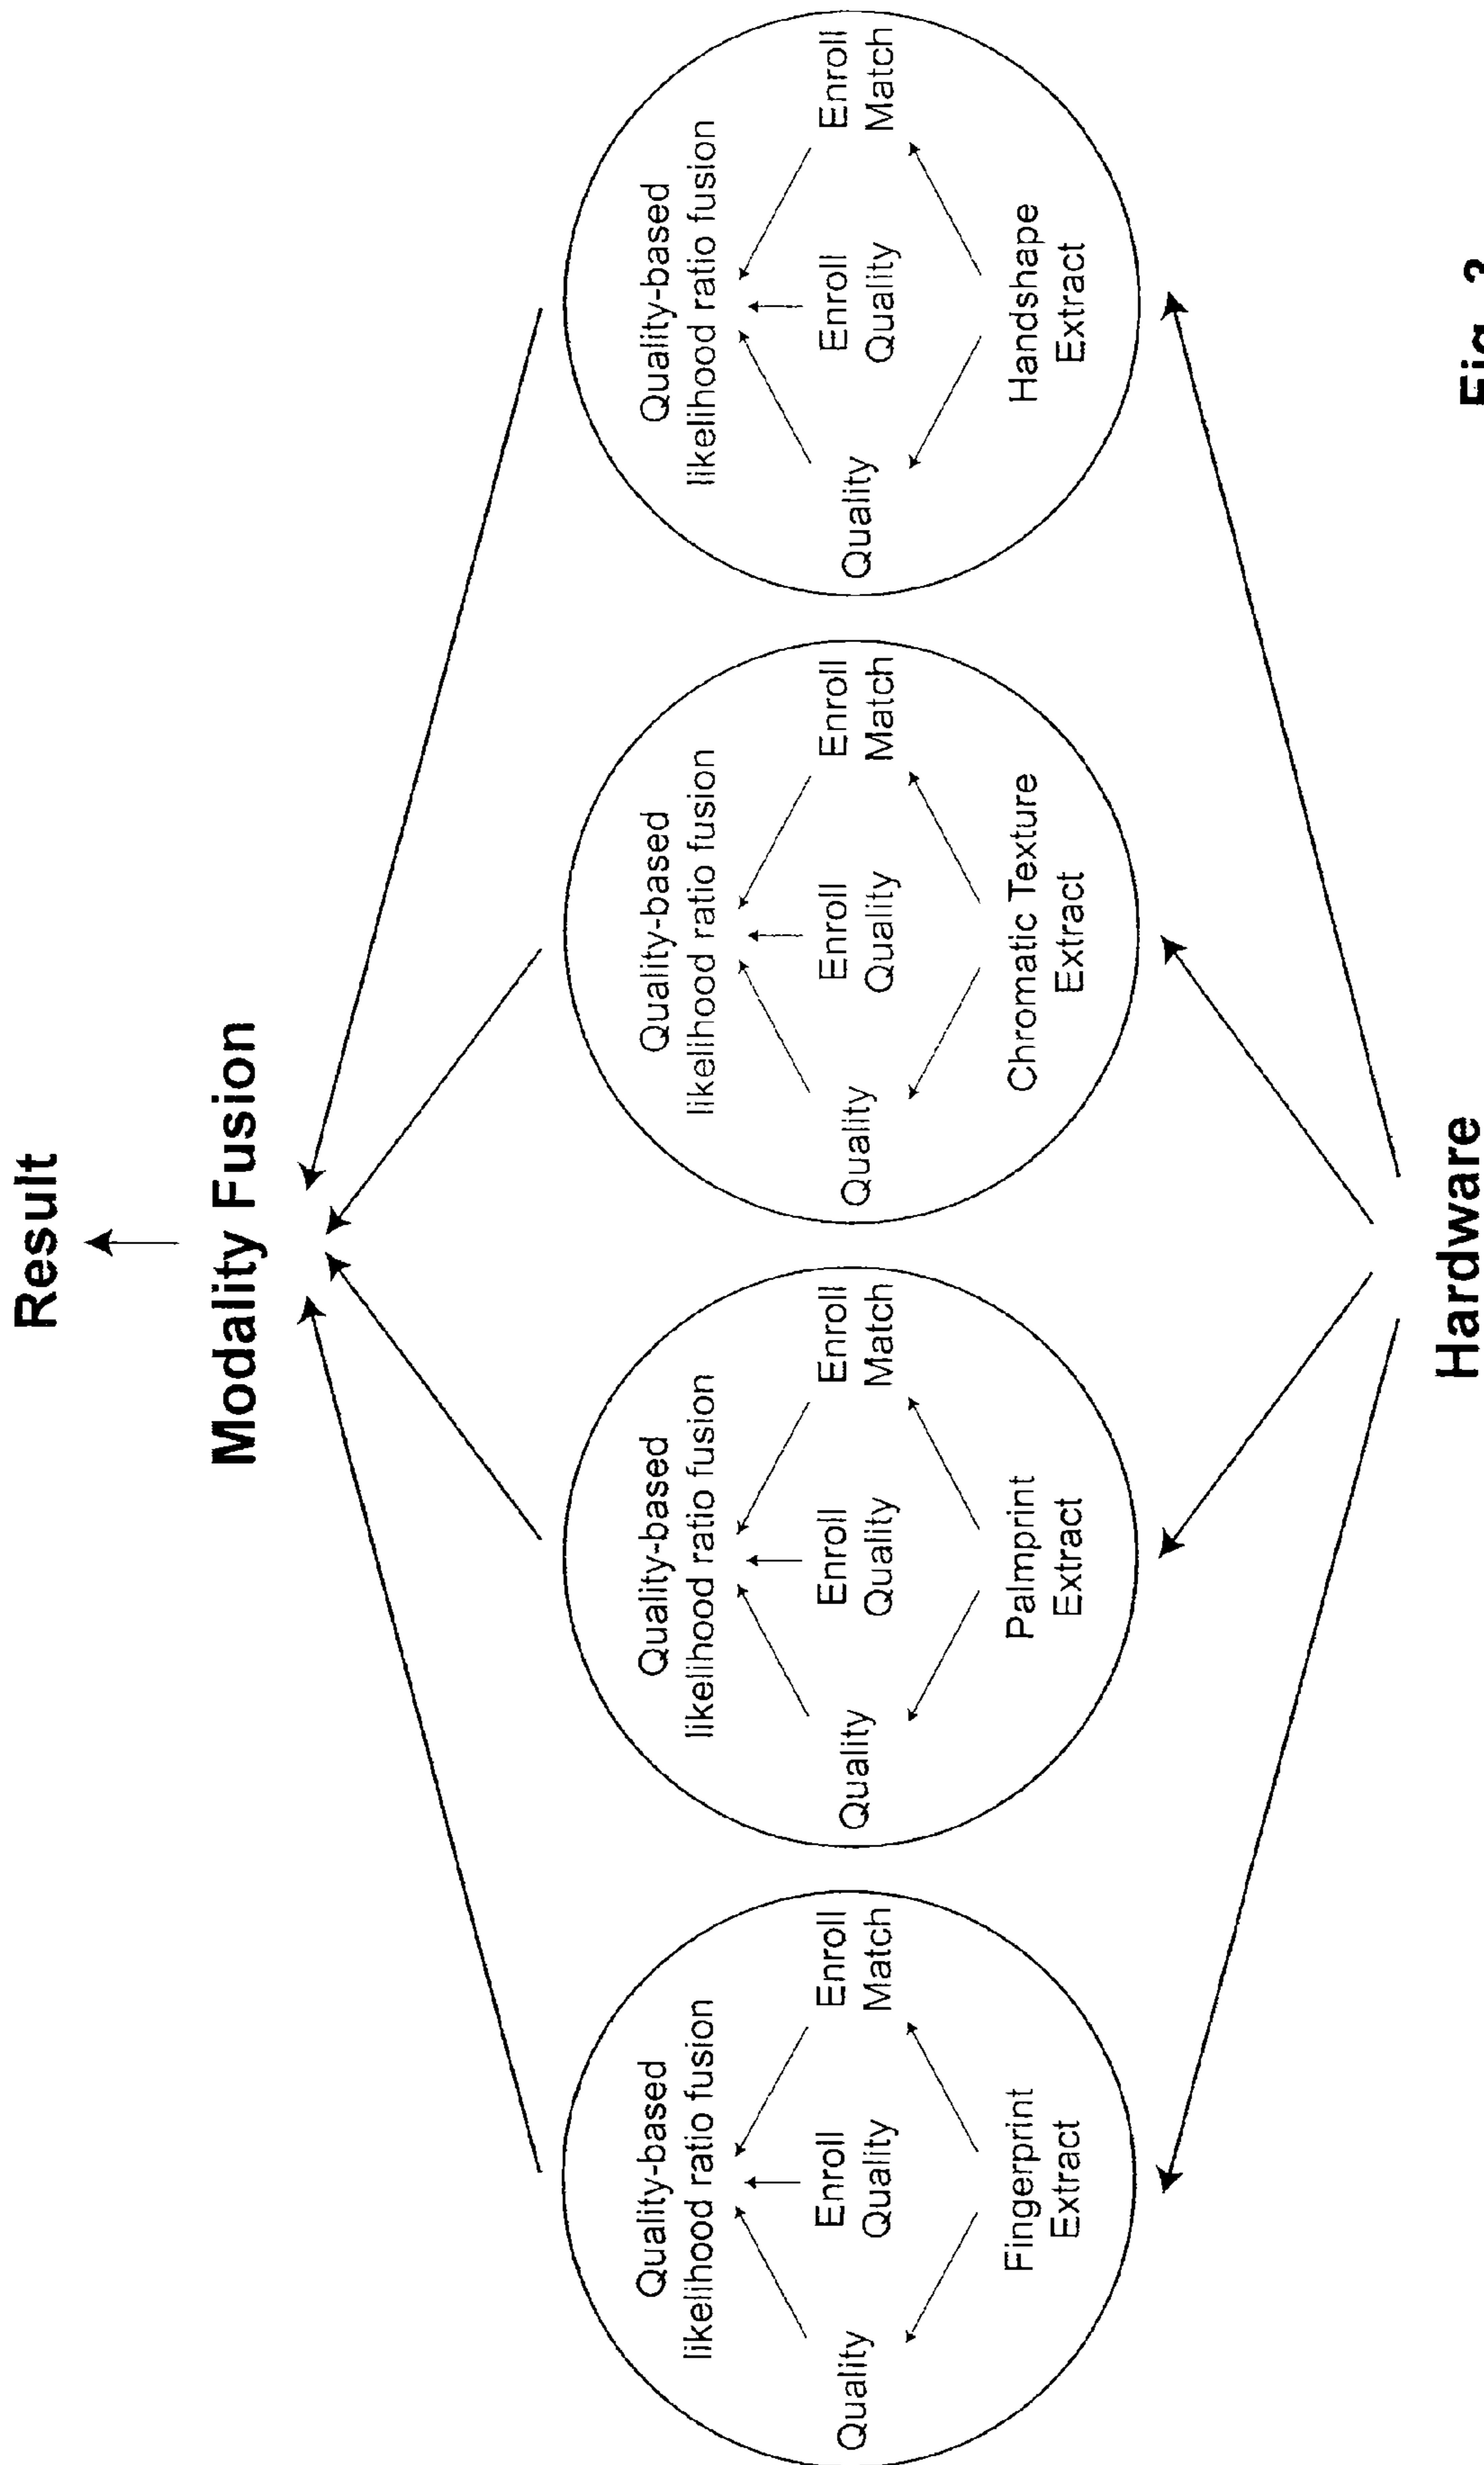 Result
Modality Fusion
Quality-based
likelihood ratio fusion
Quality
Enroll
Quality
Enroll
Match
Fingerprint
Extract
Quality-based
likelihood ratio fusion
Quality
Enroll
Quality
Enroll
Match
Palmprint
Extract
Quality-based
likelihood ratio fusion
Quality
Enroll
Quality
Enroll
Match
Chromatic Texture
Extract
Quality-based
likelihood ratio fusion
Quality
Enroll
Quality
Enroll
Match
Handshape
Extract
Hardware
Fig.